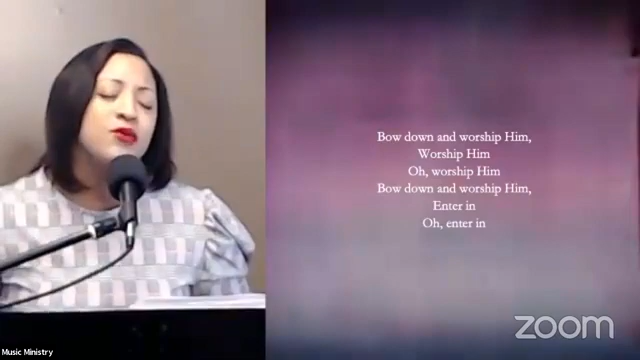 Bow down and worship Him,
Worship Him
Oh, worship Him
Bow down and worship Him,
Enter in
Oh, enter in
zoom
Music Ministry